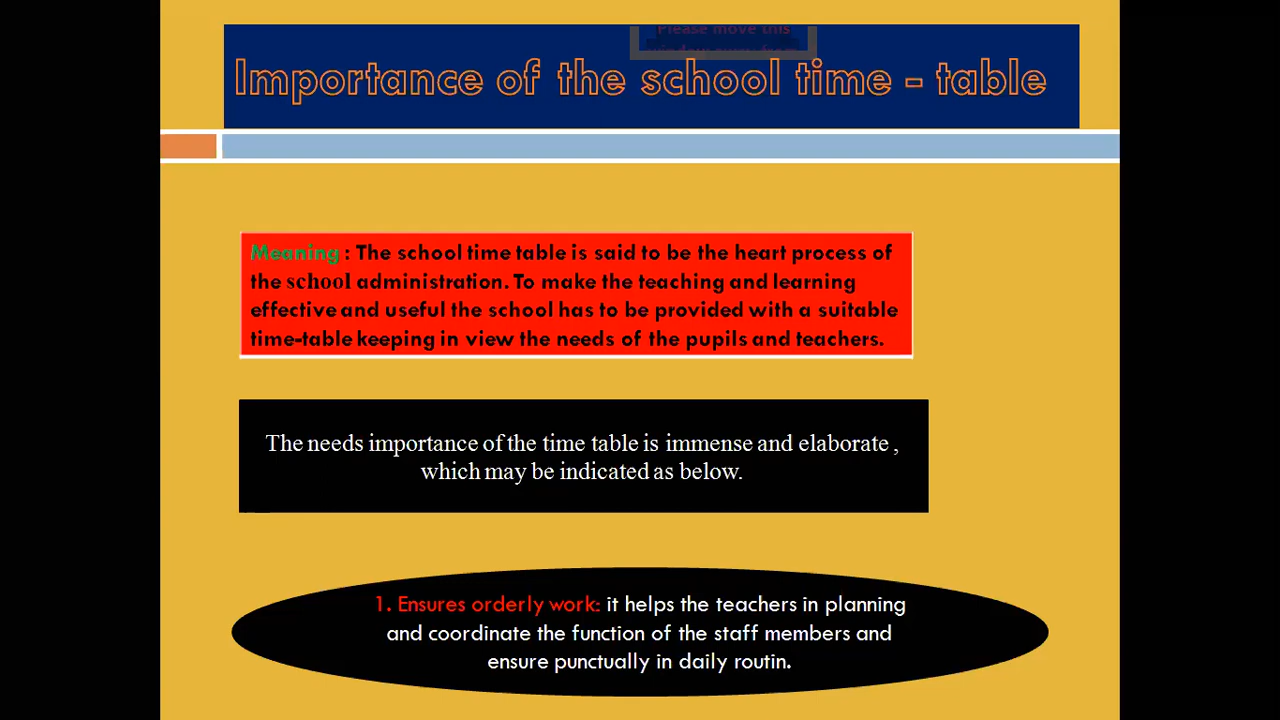 Please move this
Importance of the school time - table
Meaning : The school time table is said to be the heart process of
the school administration. To make the teaching and learning
effective and useful the school has to be provided with a suitable
time-table keeping in view the needs of the pupils and teachers.
The needs importance of the time table is immense and elaborate ,
which may be indicated as below.
1. Ensures orderly work: it helps the teachers in planning
and coordinate the function of the staff members and
ensure punctually in daily routin.